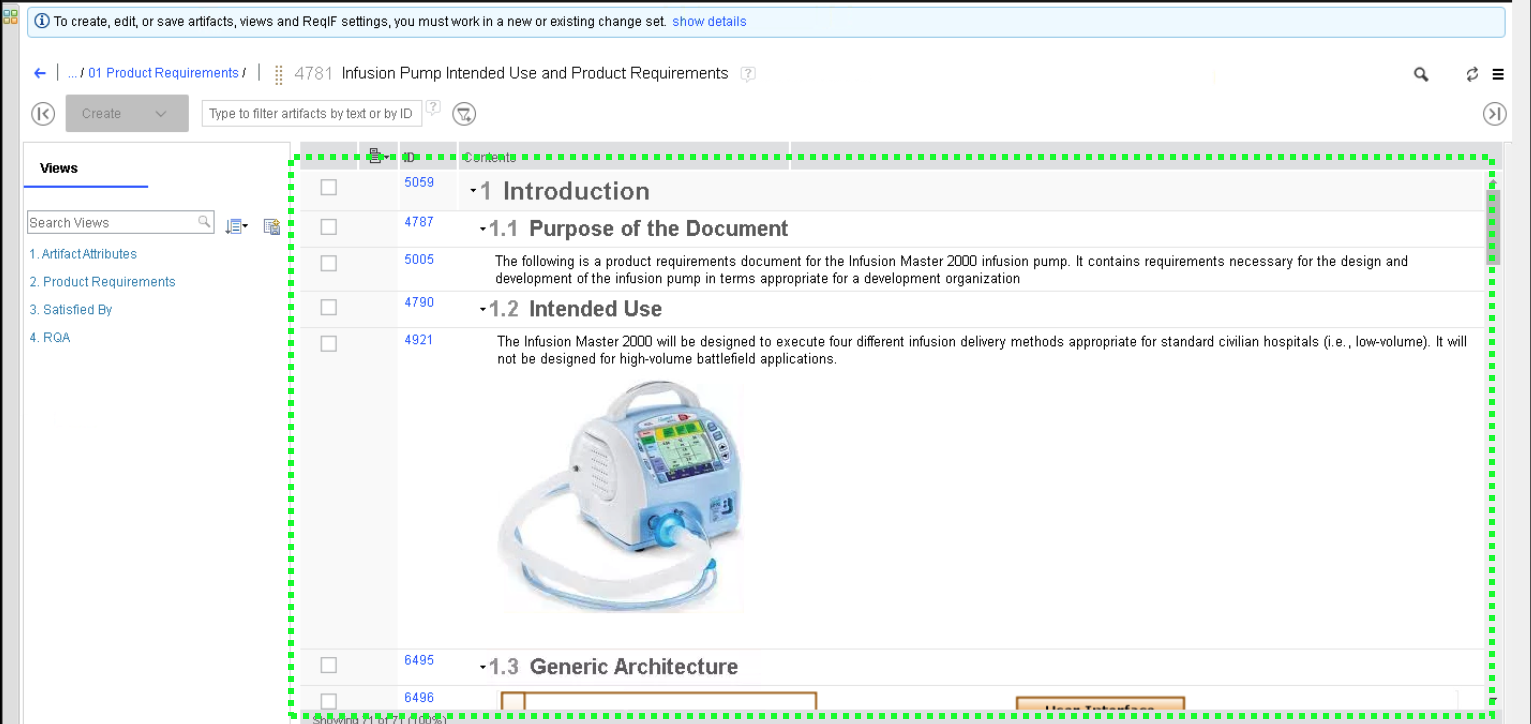 To create, edit, or save artifacts, views and ReqIF settings, you must work in a new or existing change set. show details
... / 01 Product Requirements / 4781 Infusion Pump Intended Use and Product Requirements ?
Create Type to filter artifacts by text or by ID ?
Views
Search Views
1. Artifact Attributes
2. Product Requirements
3. Satisfied By
4. RQA
ID Contents
5059 1 Introduction
4787 1.1 Purpose of the Document
5005 The following is a product requirements document for the Infusion Master 2000 infusion pump. It contains requirements necessary for the design and
development of the infusion pump in terms appropriate for a development organization
4790 1.2 Intended Use
4921 The Infusion Master 2000 will be designed to execute four different infusion delivery methods appropriate for standard civilian hospitals (i.e., low-volume). It will
not be designed for high-volume battlefield applications.
6495 1.3 Generic Architecture
6496 User Interface
Showing 71 of 71 (100%)